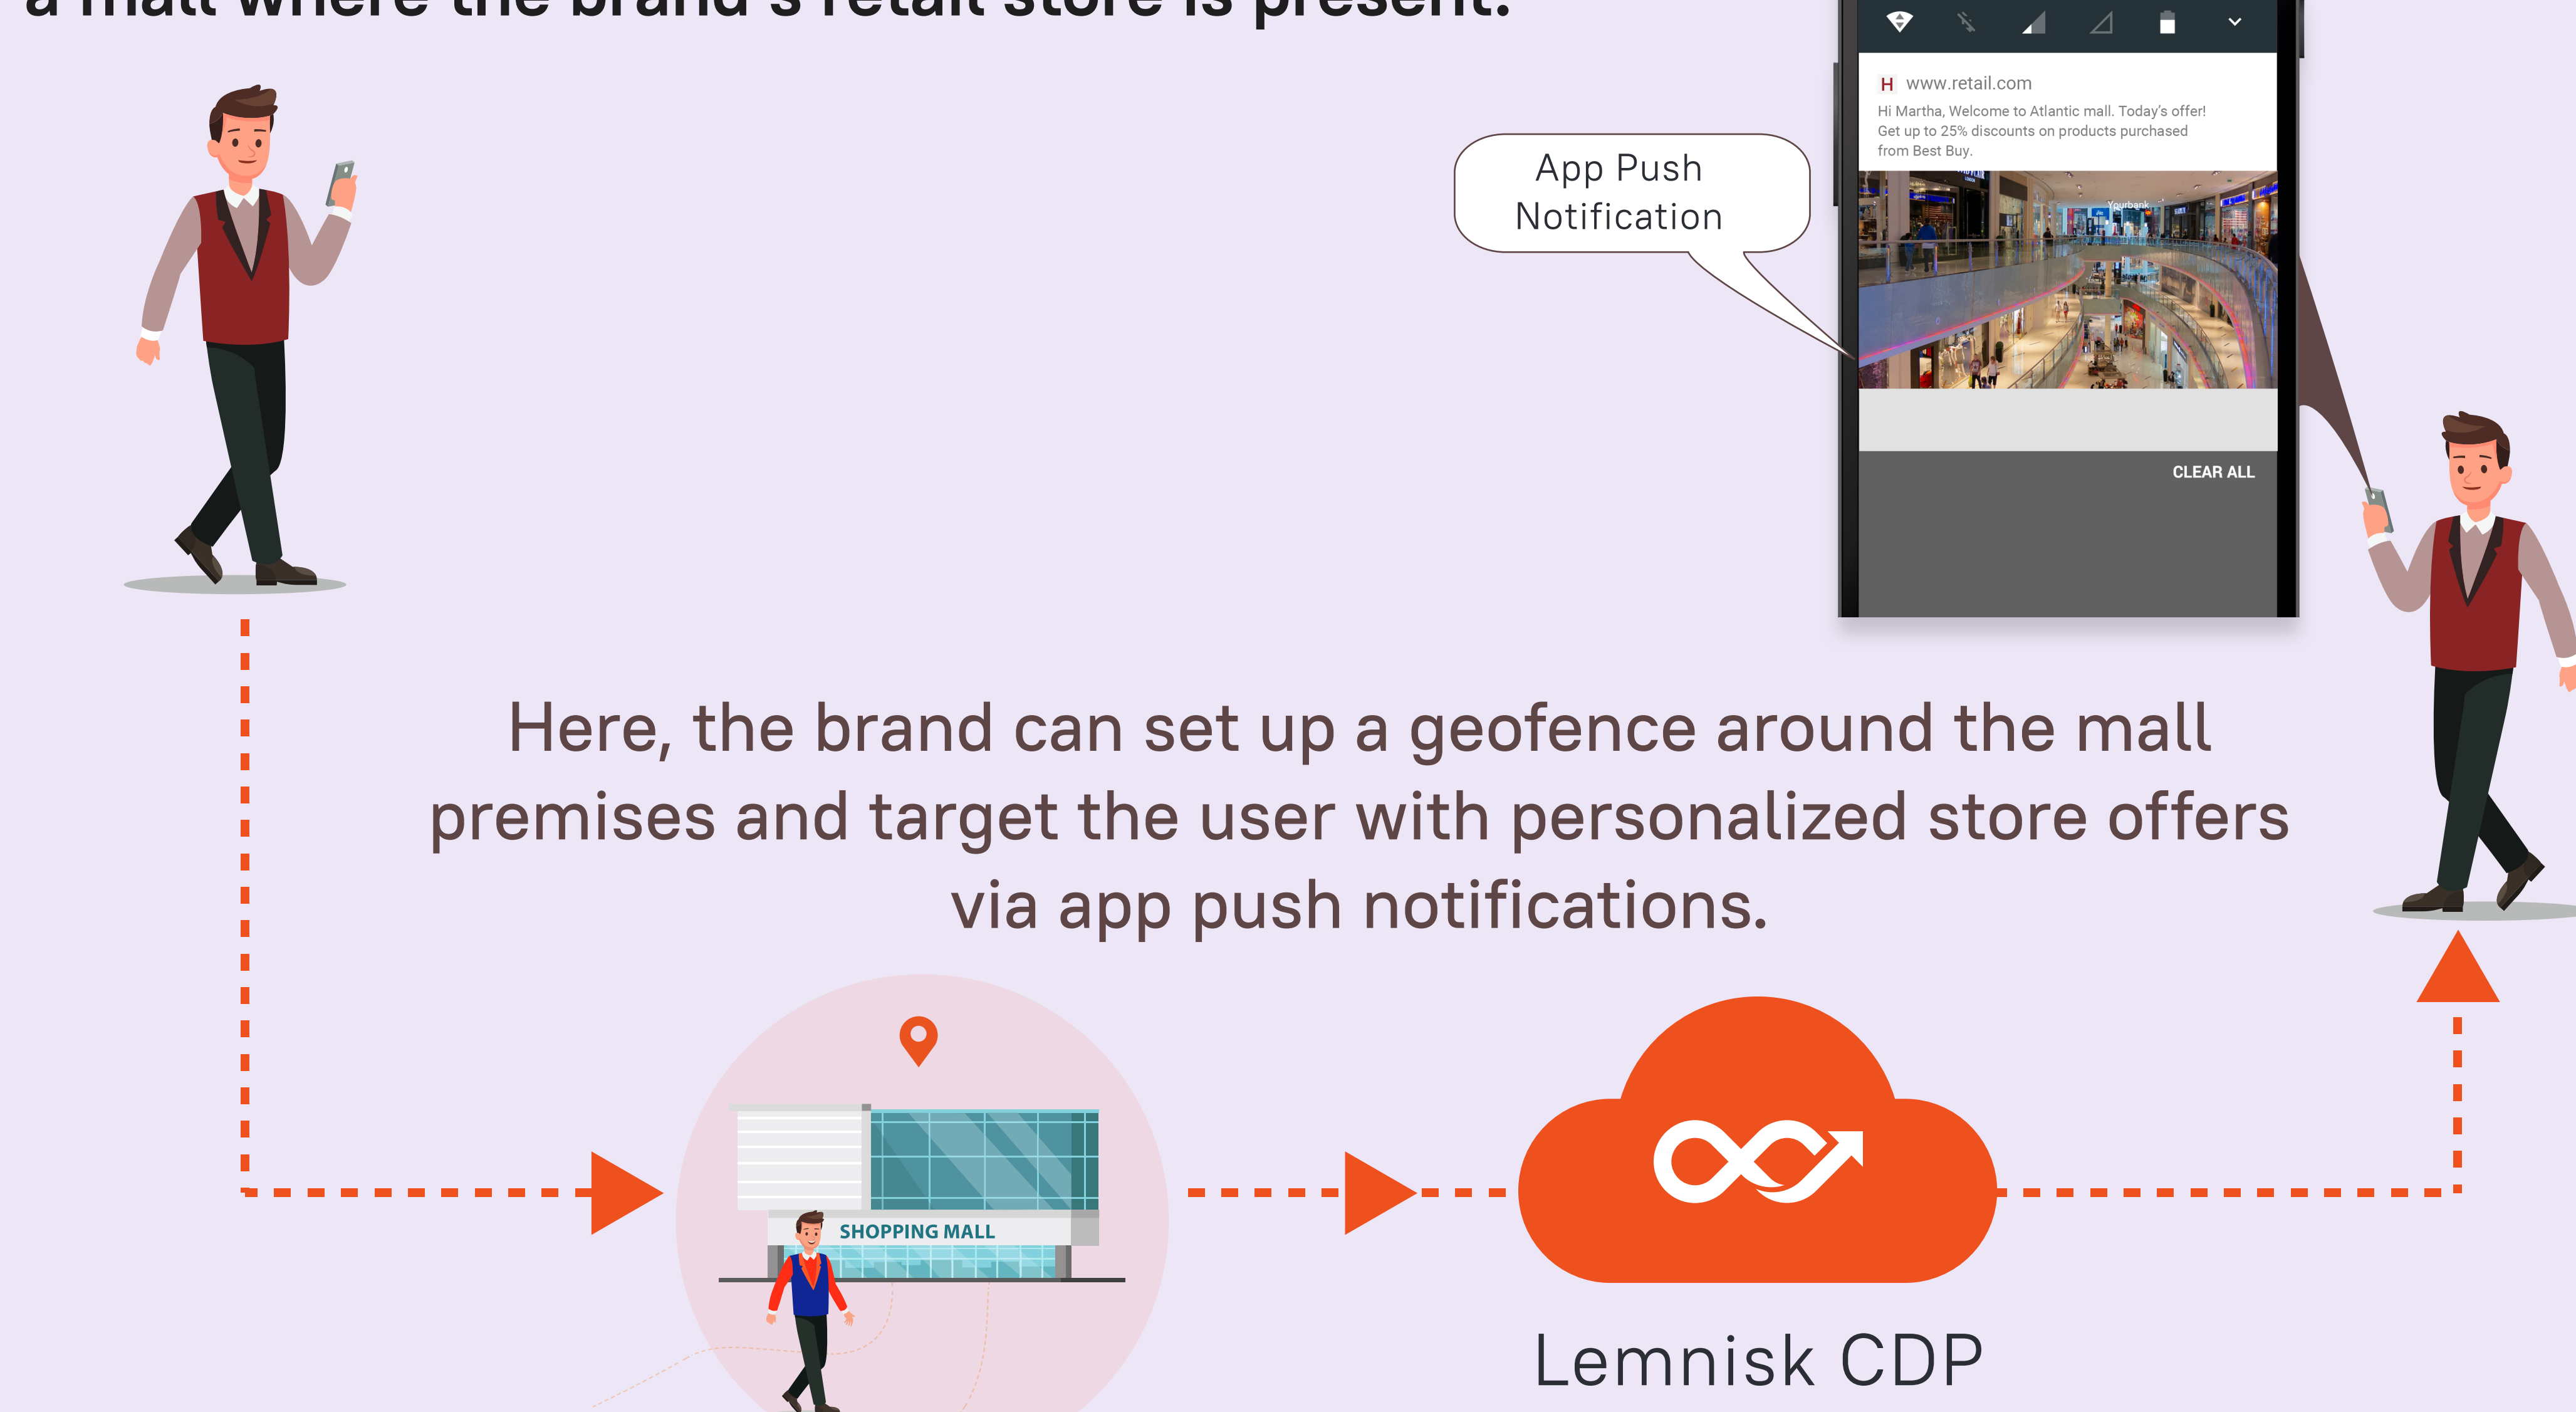 a mall where the brand's retail store is present.
H www.retail.com
Hi Martha, Welcome to Atlantic mall. Today's offer!
Get up to 25% discounts on products purchased
from Best Buy.
App Push
Notification
Yourbank
CLEAR ALL
Here, the brand can set up a geofence around the mall
premises and target the user with personalized store offers
via app push notifications.
SHOPPING MALL
Lemnisk CDP